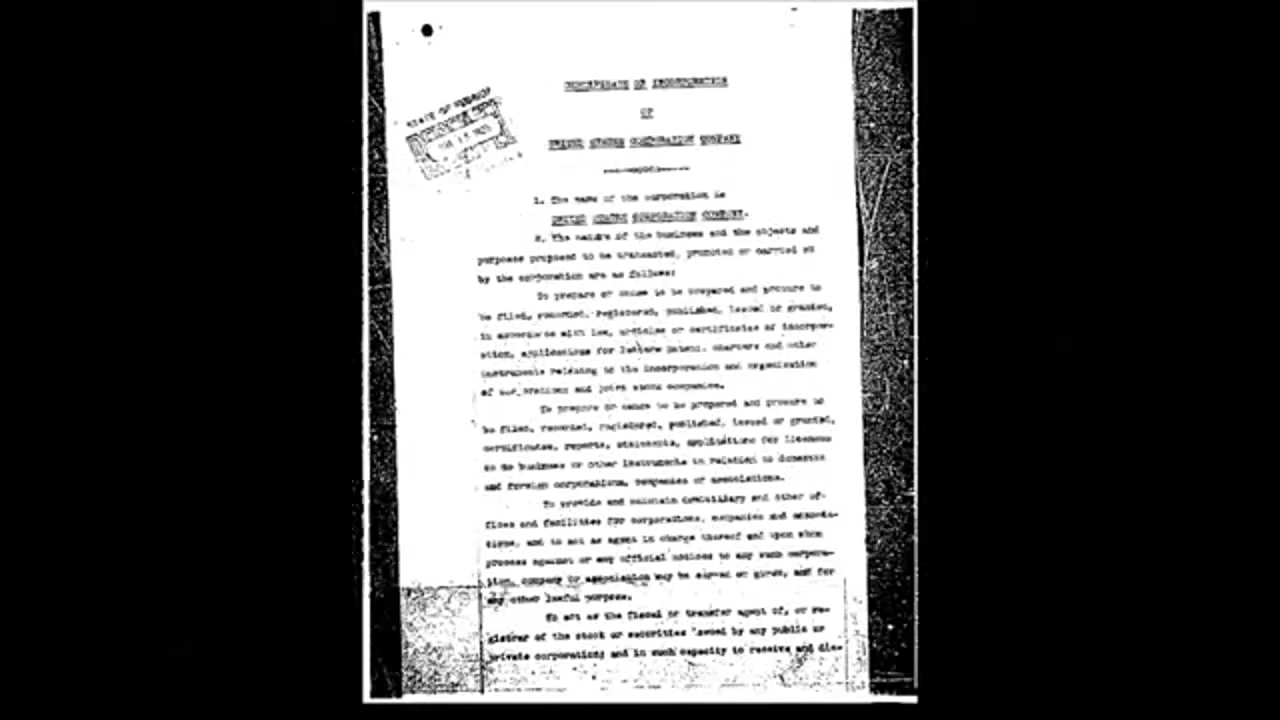 CERTIFICATE OF INCORPORATION
OF
UNITED STATES CORPORATION COMPANY
STATE OF
1. The name of the corporation is
UNITED STATES CORPORATION COMPANY.
2. The nature of the business and the objects and
purposes proposed to be transacted, promoted or carried on
by the corporation are as follows:
To prepare or cause to be prepared and procure to
be filed, recorded, registered, published, issued or granted,
in accordance with law, articles or certificates of incorpor-
ation, applications for letters patent, charters and other
instruments relating to the incorporation and organization
of corporations and joint stock companies.
To prepare or cause to be prepared and procure to
be filed, recorded, registered, published, issued or granted,
certificates, reports, statements, applications for licenses
to do business or other instruments in relation to domestic
and foreign corporations, companies or associations.
To provide and maintain domiciliary and other of-
fices and facilities for corporations, companies and associa-
tions, and to act as agent in charge thereof and upon whom
process against or any official notices to any such corpora-
tion, company or association may be served or given, and for
any other lawful purpose.
To act as the fiscal or transfer agent of, or re-
gistrar of the stock or securities issued by any public or
private corporation; and in such capacity to receive and dis-